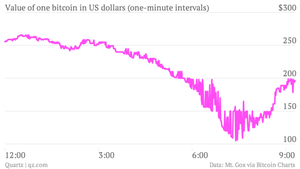 Value of one bitcoin in US dollars (one-minute intervals)
$300
250
200
150
100
12:00 3:00 6:00 9:00
Quartz | qz.com Data: Mt. Gox via Bitcoin Charts